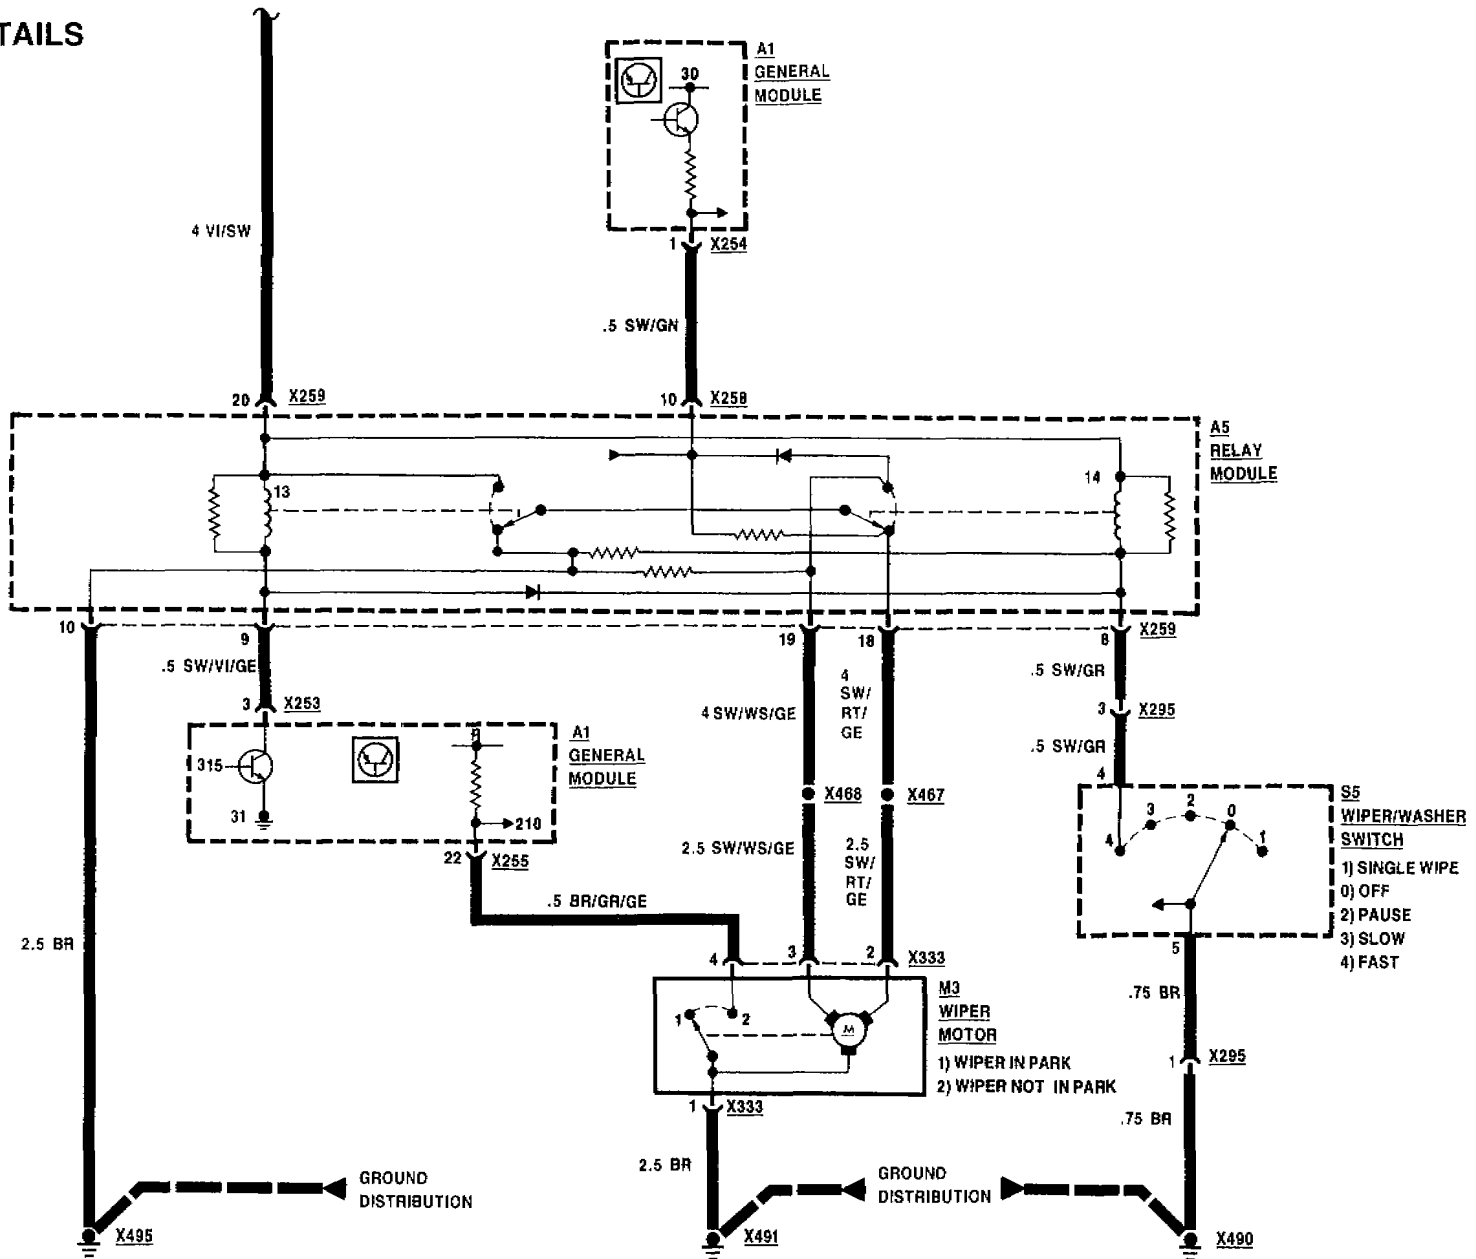 TAILS
A1
GENERAL
MODULE
30
4 VI/SW
1 X254
.5 SW/GN
20 X259
10 X258
A5
RELAY
MODULE
13
14
10
9
19
18
8 X259
.5 SW/VI/GE
3 X253
4 SW/WS/GE
4
SW/
RT/
GE
.5 SW/GR
3 X295
.5 SW/GR
4
315
31
A1
GENERAL
MODULE
210
22 X255
X468
X467
2.5 SW/WS/GE
2.5
SW/
RT/
GE
4
3
2
0
1
S5
WIPER/WASHER
SWITCH
1) SINGLE WIPE
0) OFF
2) PAUSE
3) SLOW
4) FAST
5
.5 BR/GR/GE
2.5 BR
4
3
2 X333
1
2
M
M3
WIPER
MOTOR
1) WIPER IN PARK
2) WIPER NOT IN PARK
.75 BR
1 X295
.75 BR
1 X333
2.5 BR
GROUND
DISTRIBUTION
GROUND
DISTRIBUTION
X495
X491
X490